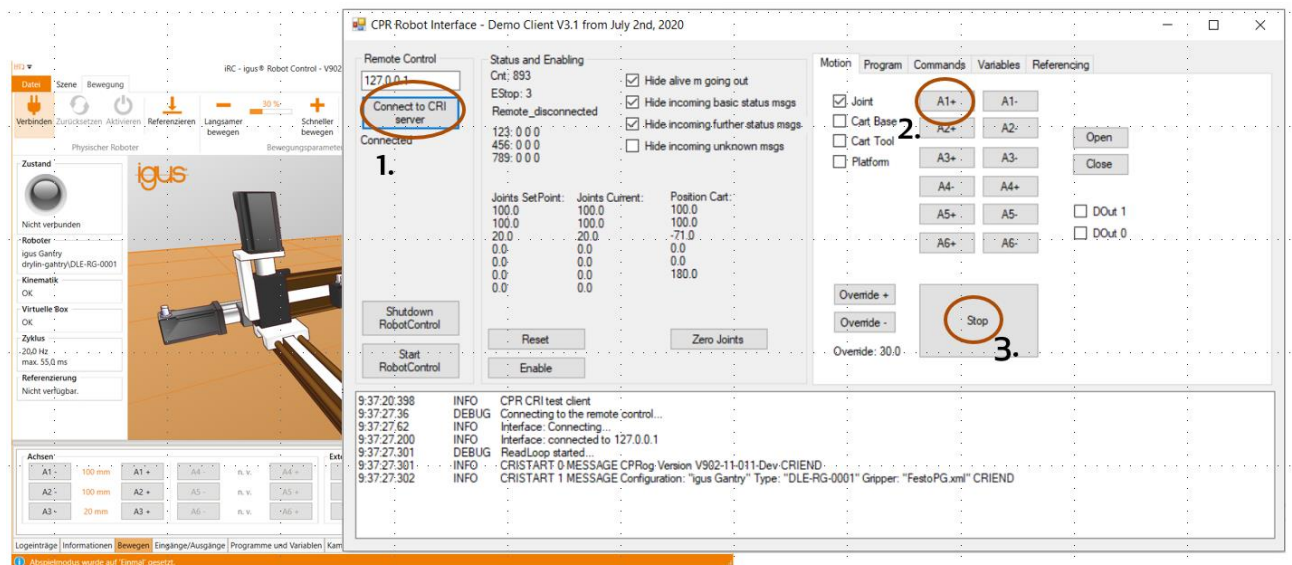 iRC - igus® Robot Control - V902
Datei Szene Bewegung
Verbinden Zurücksetzen Aktivieren Referenzieren Langsamer bewegen 30 % Schneller bewegen
Physischer Roboter Bewegungsparameter
Zustand
Nicht verbunden
Roboter
igus Gantry
drylin-gantry\DLE-RG-0001
Kinematik
OK
Virtuelle Box
OK
Zyklus
20,0 Hz
max. 55,0 ms
Referenzierung
Nicht verfügbar.
igus
Achsen
A1 - 100 mm A1 + A4 - n. v. A4 +
A2 - 100 mm A2 + A5 - n. v. A5 +
A3 - 20 mm A3 + A6 - n. v. A6 +
Logeinträge Informationen Bewegen Eingänge/Ausgänge Programme und Variablen Kam
Abspielmodus wurde auf 'Einmal' gesetzt.
CPR Robot Interface - Demo Client V3.1 from July 2nd, 2020
Remote Control
127.0.0.1
Connect to CRI
server
Connected
1.
Shutdown
RobotControl
Start
RobotControl
Status and Enabling
Cnt: 893
EStop: 3
Remote_disconnected
123: 0 0 0
456: 0 0 0
789: 0 0 0
Hide alive m going out
Hide incoming basic status msgs
Hide incoming further status msgs
Hide incoming unknown msgs
Joints SetPoint: Joints Current: Position Cart:
100.0 100.0 100.0
100.0 100.0 100.0
20.0 20.0 -71.0
0.0 0.0 0.0
0.0 0.0 0.0
0.0 0.0 180.0
0.0 0.0
Reset Zero Joints
Enable
Motion Program Commands Variables Referencing
Joint
Cart Base
Cart Tool
Platform
2.
A1+ A1-
A2+ A2-
A3+ A3-
A4- A4+
A5+ A5-
A6+ A6-
Open
Close
DOut 1
DOut 0
Override +
Override -
Override: 30.0
Stop
3.
9:37:20.398 INFO CPR CRI test client
9:37:27.36 DEBUG Connecting to the remote control...
9:37:27.62 INFO Interface: Connecting...
9:37:27.200 INFO Interface: connected to 127.0.0.1
9:37:27.301 DEBUG ReadLoop started...
9:37:27.301 INFO CRISTART 0 MESSAGE CPRog Version V902-11-011-Dev CRIEND
9:37:27.302 INFO CRISTART 1 MESSAGE Configuration: "igus Gantry" Type: "DLE-RG-0001" Gripper: "FestoPG.xml" CRIEND